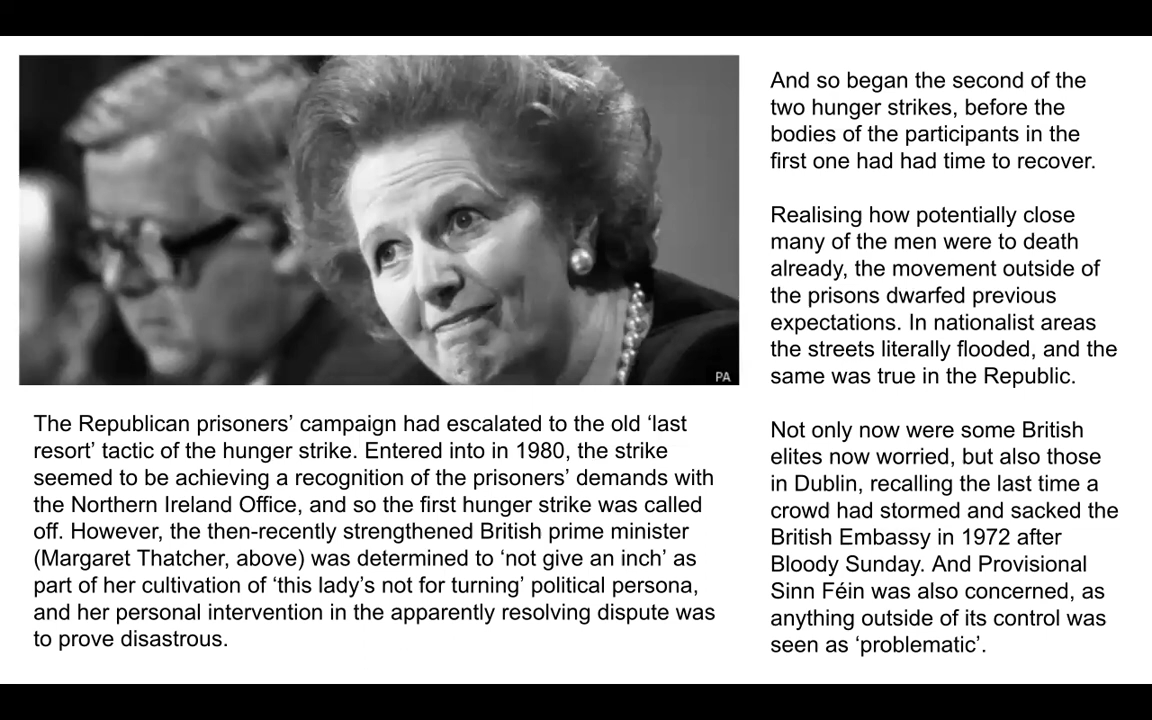 PA
The Republican prisoners’ campaign had escalated to the old ‘last
resort’ tactic of the hunger strike. Entered into in 1980, the strike
seemed to be achieving a recognition of the prisoners’ demands with
the Northern Ireland Office, and so the first hunger strike was called
off. However, the then-recently strengthened British prime minister
(Margaret Thatcher, above) was determined to ‘not give an inch’ as
part of her cultivation of ‘this lady’s not for turning’ political persona,
and her personal intervention in the apparently resolving dispute was
to prove disastrous.
And so began the second of the
two hunger strikes, before the
bodies of the participants in the
first one had had time to recover.
Realising how potentially close
many of the men were to death
already, the movement outside of
the prisons dwarfed previous
expectations. In nationalist areas
the streets literally flooded, and the
same was true in the Republic.
Not only now were some British
elites now worried, but also those
in Dublin, recalling the last time a
crowd had stormed and sacked the
British Embassy in 1972 after
Bloody Sunday. And Provisional
Sinn Féin was also concerned, as
anything outside of its control was
seen as ‘problematic’.